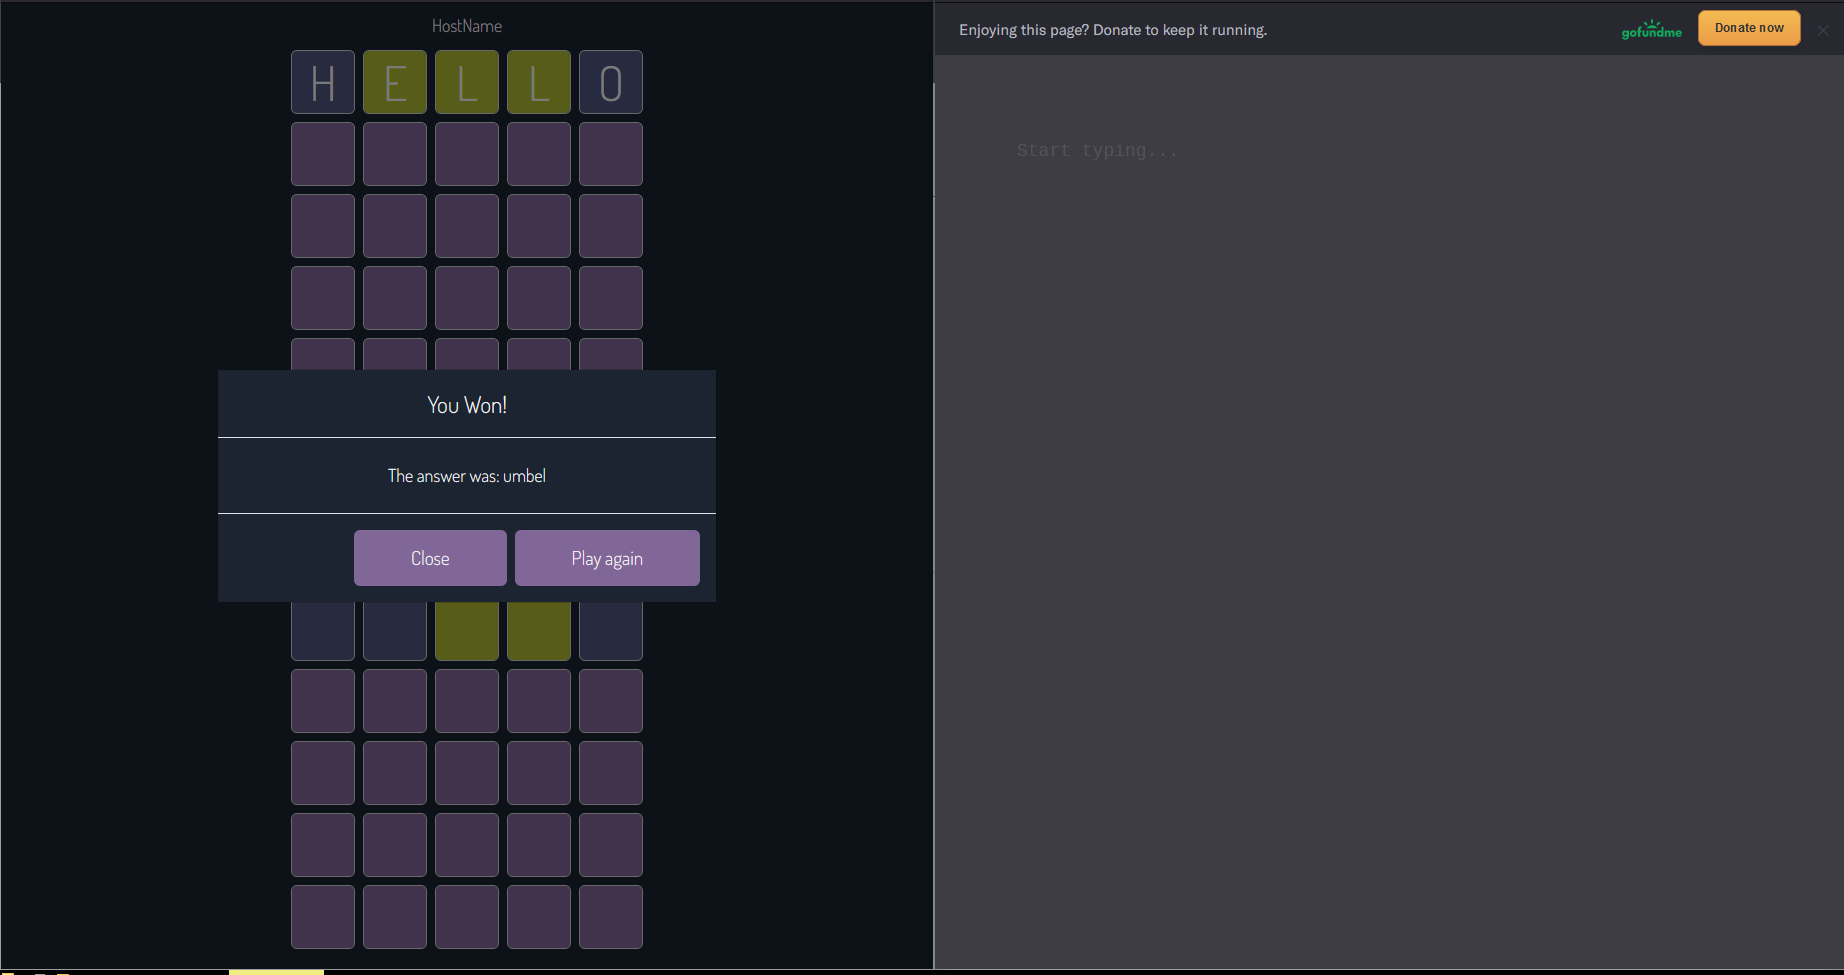 HostName
HELLO
You Won!
The answer was: umbel
Close
Play again
Enjoying this page? Donate to keep it running.
gofundme
Donate now
Start typing...